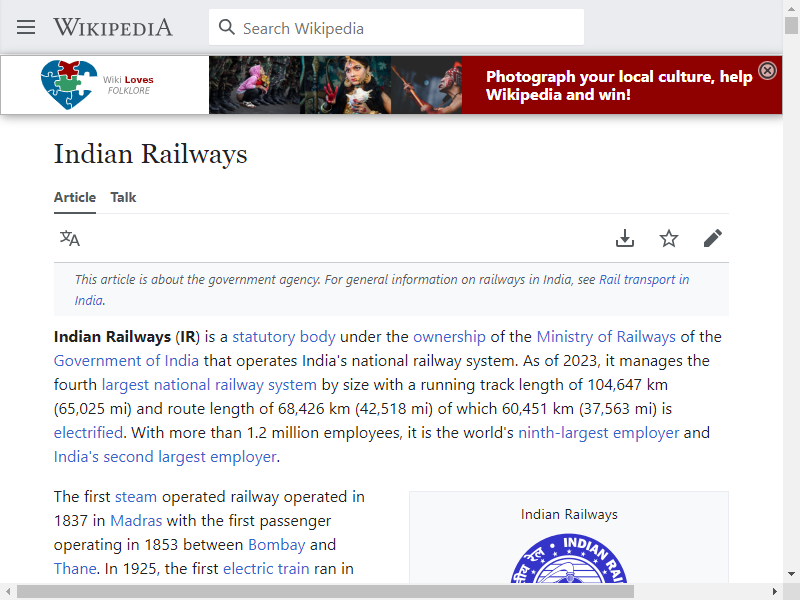 WIKIPEDIA
Search Wikipedia
Wiki Loves
FOLKLORE
Photograph your local culture, help
Wikipedia and win!
Indian Railways
Article Talk
This article is about the government agency. For general information on railways in India, see Rail transport in
India.
Indian Railways (IR) is a statutory body under the ownership of the Ministry of Railways of the
Government of India that operates India's national railway system. As of 2023, it manages the
fourth largest national railway system by size with a running track length of 104,647 km
(65,025 mi) and route length of 68,426 km (42,518 mi) of which 60,451 km (37,563 mi) is
electrified. With more than 1.2 million employees, it is the world's ninth-largest employer and
India's second largest employer.
The first steam operated railway operated in
1837 in Madras with the first passenger
operating in 1853 between Bombay and
Thane. In 1925, the first electric train ran in
Indian Railways
रेल • INDIAN RAIL